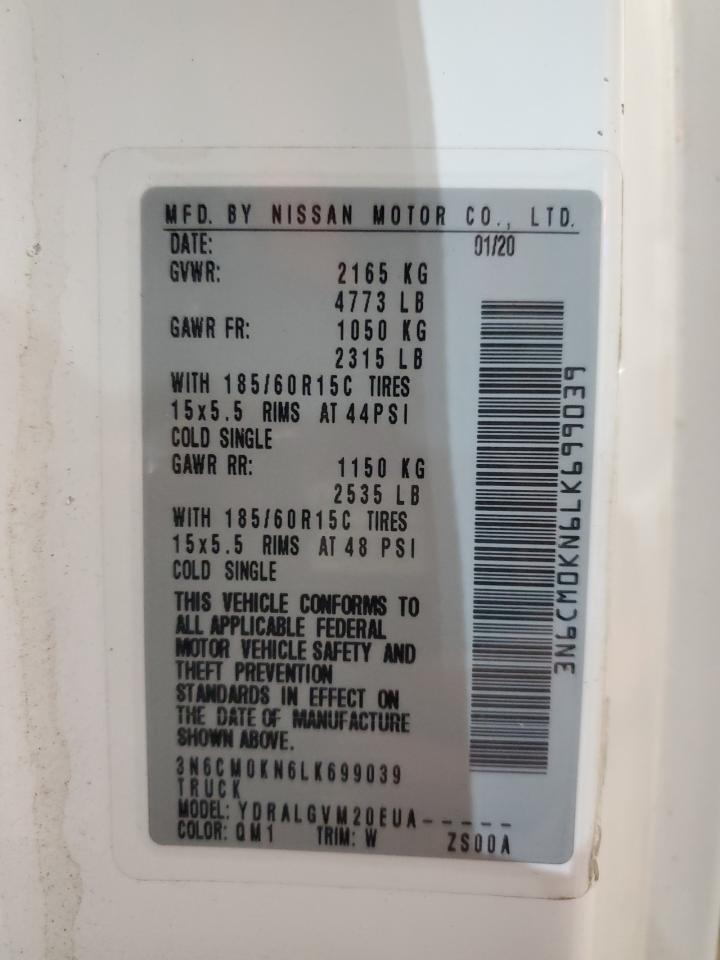 MFD. BY NISSAN MOTOR CO., LTD.
DATE: 01/20
GVWR: 2165 KG
4773 LB
GAWR FR: 1050 KG
2315 LB
WITH 185/60R15C TIRES
15x5.5 RIMS AT 44PSI
COLD SINGLE
GAWR RR: 1150 KG
2535 LB
WITH 185/60R15C TIRES
15x5.5 RIMS AT 48 PSI
COLD SINGLE
THIS VEHICLE CONFORMS TO
ALL APPLICABLE FEDERAL
MOTOR VEHICLE SAFETY AND
THEFT PREVENTION
STANDARDS IN EFFECT ON
THE DATE OF MANUFACTURE
SHOWN ABOVE.
3N6CM0KN6LK699039
TRUCK
MODEL: YDRALGVM20EUA-----
COLOR: QM1 TRIM: W ZS00A
3N6CM0KN6LK699039